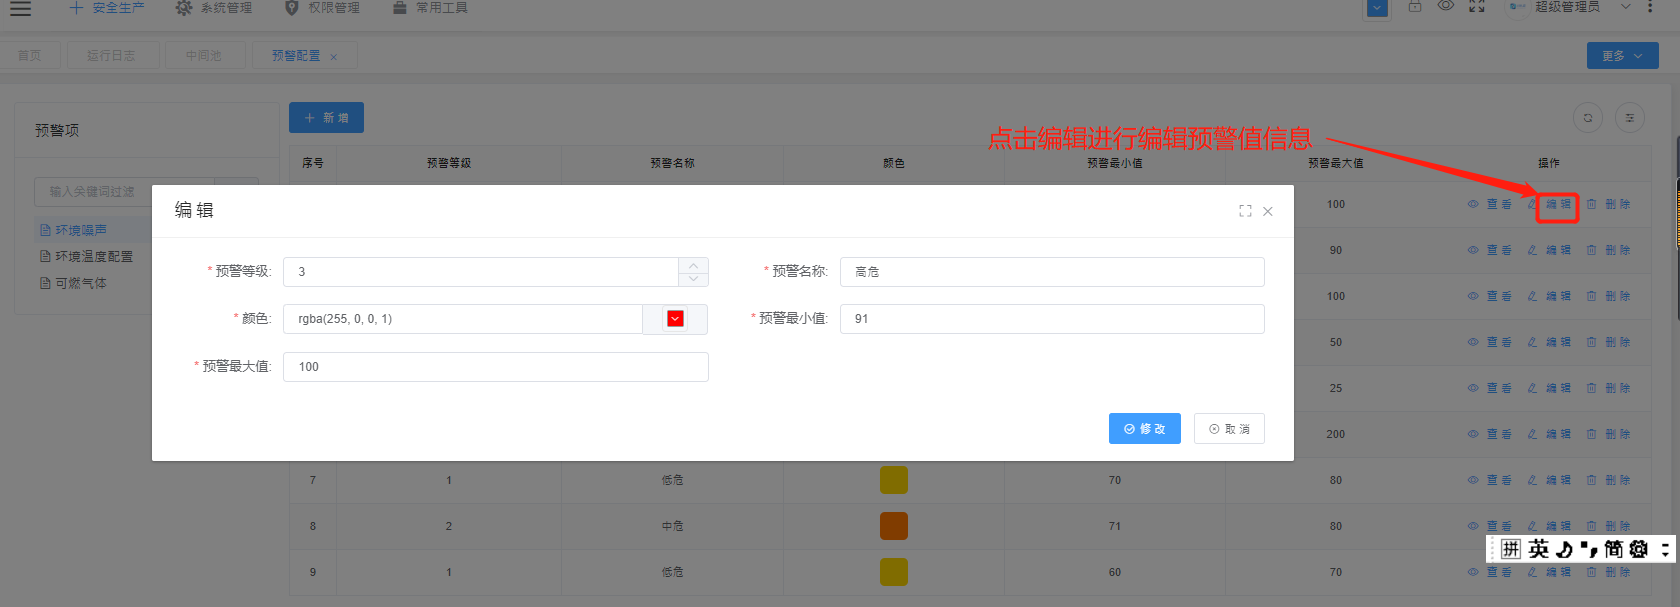 安全生产 系统管理 权限管理 常用工具 超级管理员
首页 运行日志 中间池 预警配置 × 更多
预警项
+ 新增
点击编辑进行编辑预警值信息
序号 预警等级 预警名称 颜色 预警最小值 预警最大值 操作
输入关键词过滤
环境噪声
环境温度配置
可燃气体
100 查看 编辑 删除
90 查看 编辑 删除
100 查看 编辑 删除
50 查看 编辑 删除
25 查看 编辑 删除
200 查看 编辑 删除
编辑
* 预警等级: 3
* 预警名称: 高危
* 颜色: rgba(255, 0, 0, 1)
* 预警最小值: 91
* 预警最大值: 100
修改 取消
7 1 低危 70 80 查看 编辑 删除
8 2 中危 71 80 查看 编辑 删除
拼 英 简
9 1 低危 60 70 查看 编辑 删除